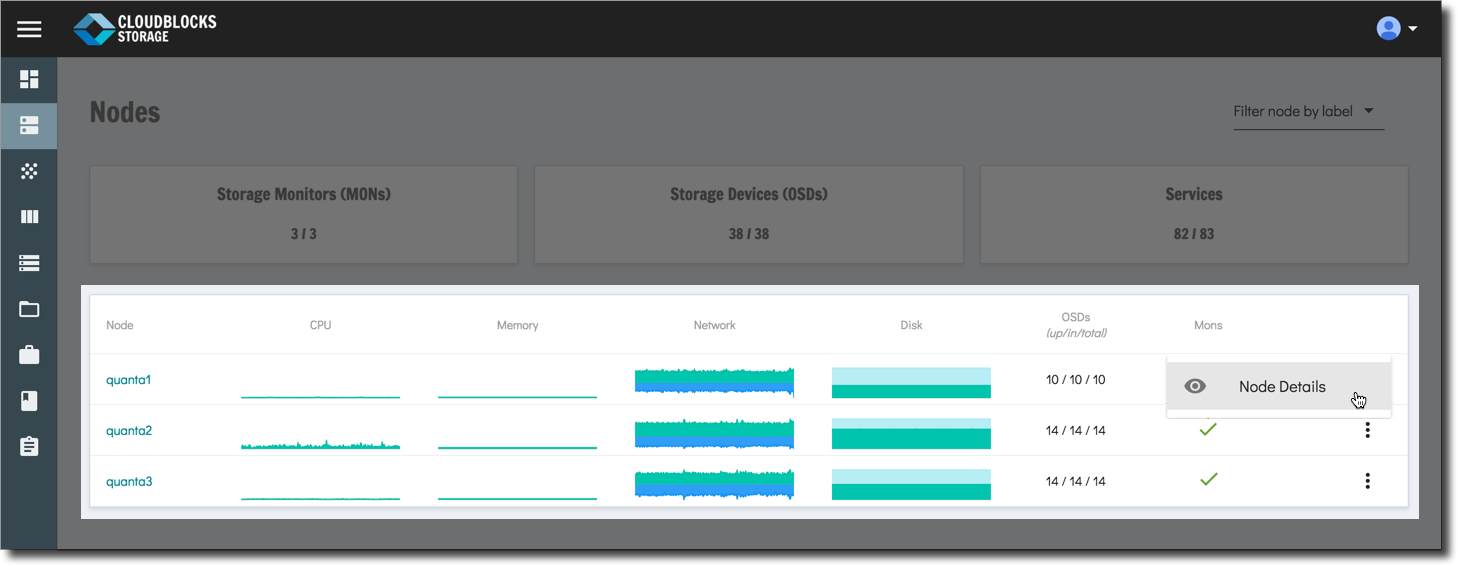 CLOUDBLOCKS
STORAGE
Nodes
Filter node by label
Storage Monitors (MONs)
3 / 3
Storage Devices (OSDs)
38 / 38
Services
82 / 83
Node CPU Memory Network Disk OSDs Mons
(up/in/total)
quanta1 10 / 10 / 10
Node Details
quanta2 14 / 14 / 14
quanta3 14 / 14 / 14